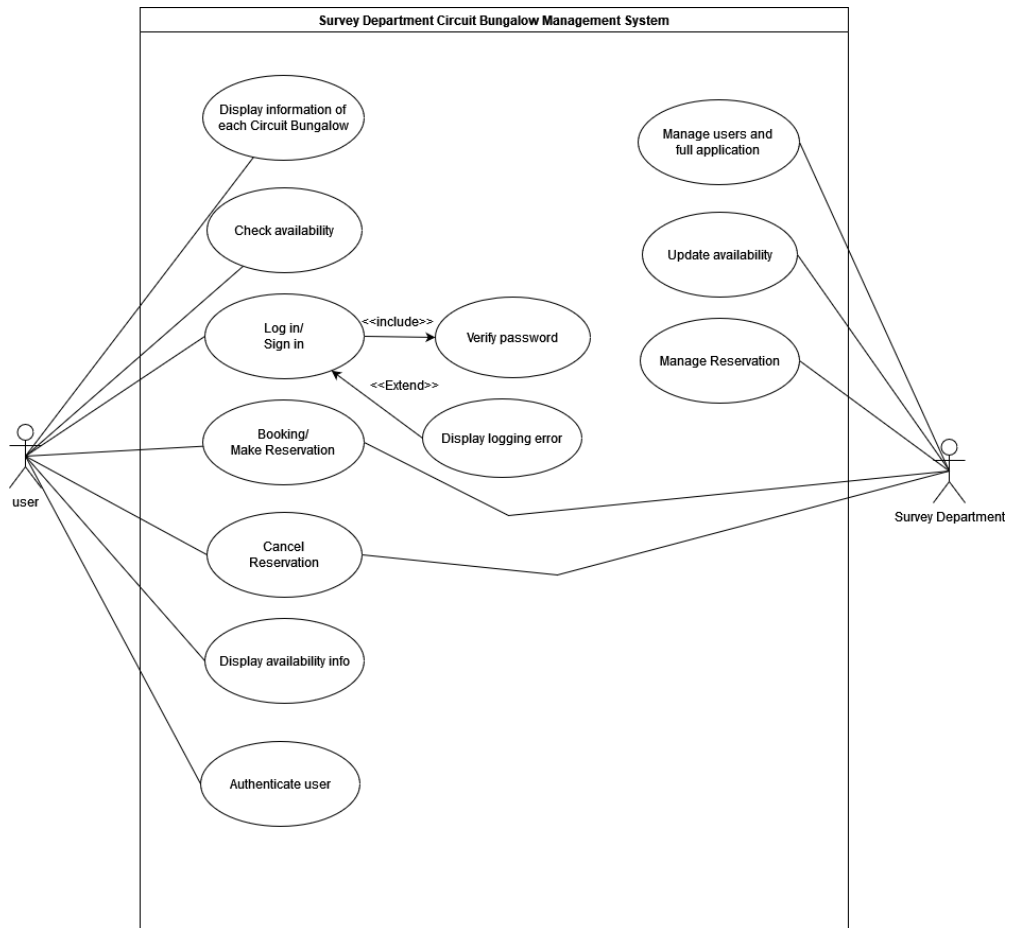 Survey Department Circuit Bungalow Management System
Display information of
each Circuit Bungalow
Manage users and
full application
Check availability
Update availability
Log in/
Sign in
<<include>>
Verify password
Manage Reservation
<<Extend>>
Booking/
Make Reservation
Display logging error
user
Survey Department
Cancel
Reservation
Display availability info
Authenticate user